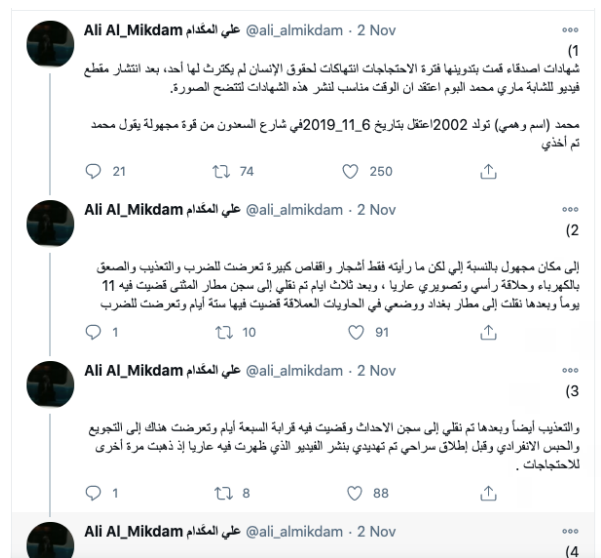 Ali Al_Mikdam علي المگدام @ali_almikdam · 2 Nov
(1
شهادات اصدقاء قمت بتدوينها فترة الاحتجاجات انتهاكات لحقوق الإنسان لم يكترث لها أحد، بعد انتشار مقطع
فيديو للشابة ماري محمد اليوم اعتقد ان الوقت مناسب لنشر هذه الشهادات لتتضح الصورة.
محمد (اسم وهمي) تولد 2002اعتقل بتاريخ 6_11_2019في شارع السعدون من قوة مجهولة يقول محمد
تم أخذي
21 74 250
Ali Al_Mikdam علي المگدام @ali_almikdam · 2 Nov
(2
إلى مكان مجهول بالنسبة إلي لكن ما رأيته فقط أشجار واقفاص كبيرة تعرضت للضرب والتعذيب والصعق
بالكهرباء وحلاقة رأسي وتصويري عاريا ، وبعد ثلاث ايام تم نقلي إلى سجن مطار المثنى قضيت فيه 11
يوماً وبعدها نقلت إلى مطار بغداد ووضعي في الحاويات العملاقة قضيت فيها ستة أيام وتعرضت للضرب
1 10 91
Ali Al_Mikdam علي المگدام @ali_almikdam · 2 Nov
(3
والتعذيب أيضاً وبعدها تم نقلي إلى سجن الاحداث وقضيت فيه قرابة السبعة أيام وتعرضت هناك إلى التجويع
والحبس الانفرادي وقبل إطلاق سراحي تم تهديدي بنشر الفيديو الذي ظهرت فيه عاريا إذ ذهبت مرة أخرى
للاحتجاجات .
1 8 88
Ali Al_Mikdam علي المگدام @ali_almikdam · 2 Nov
(4